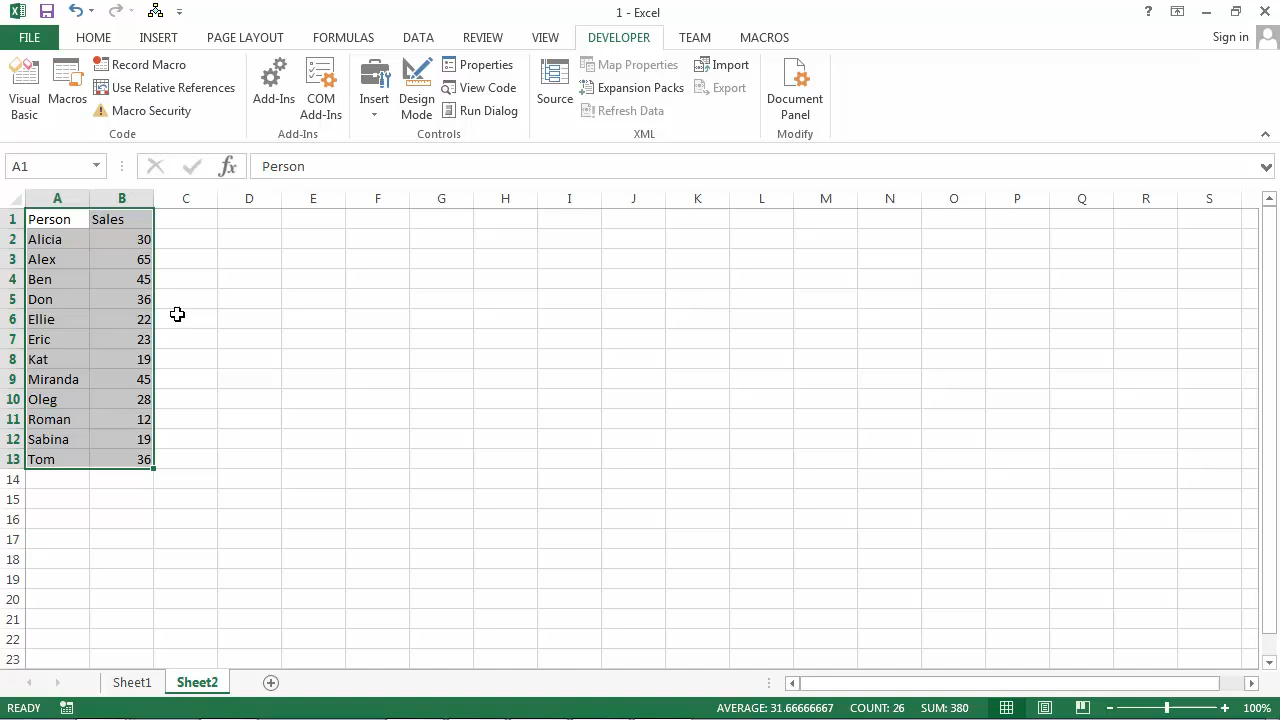 1 - Excel
?
FILE HOME INSERT PAGE LAYOUT FORMULAS DATA REVIEW VIEW DEVELOPER TEAM MACROS Sign in
Visual Basic
Macros
Record Macro
Use Relative References
Macro Security
Code
Add-Ins
COM Add-Ins
Add-Ins
Insert
Design Mode
Properties
View Code
Run Dialog
Controls
Source
Map Properties
Expansion Packs
Refresh Data
Import
Export
XML
Document Panel
Modify
A1 fx Person
A B C D E F G H I J K L M N O P Q R S
1 Person Sales
2 Alicia 30
3 Alex 65
4 Ben 45
5 Don 36
6 Ellie 22
7 Eric 23
8 Kat 19
9 Miranda 45
10 Oleg 28
11 Roman 12
12 Sabina 19
13 Tom 36
14
15
16
17
18
19
20
21
22
23
Sheet1 Sheet2
READY AVERAGE: 31.66666667 COUNT: 26 SUM: 380 100%